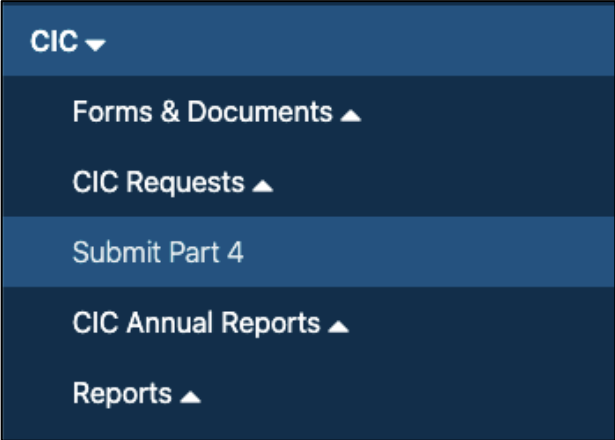 CIC
Forms & Documents
CIC Requests
Submit Part 4
CIC Annual Reports
Reports